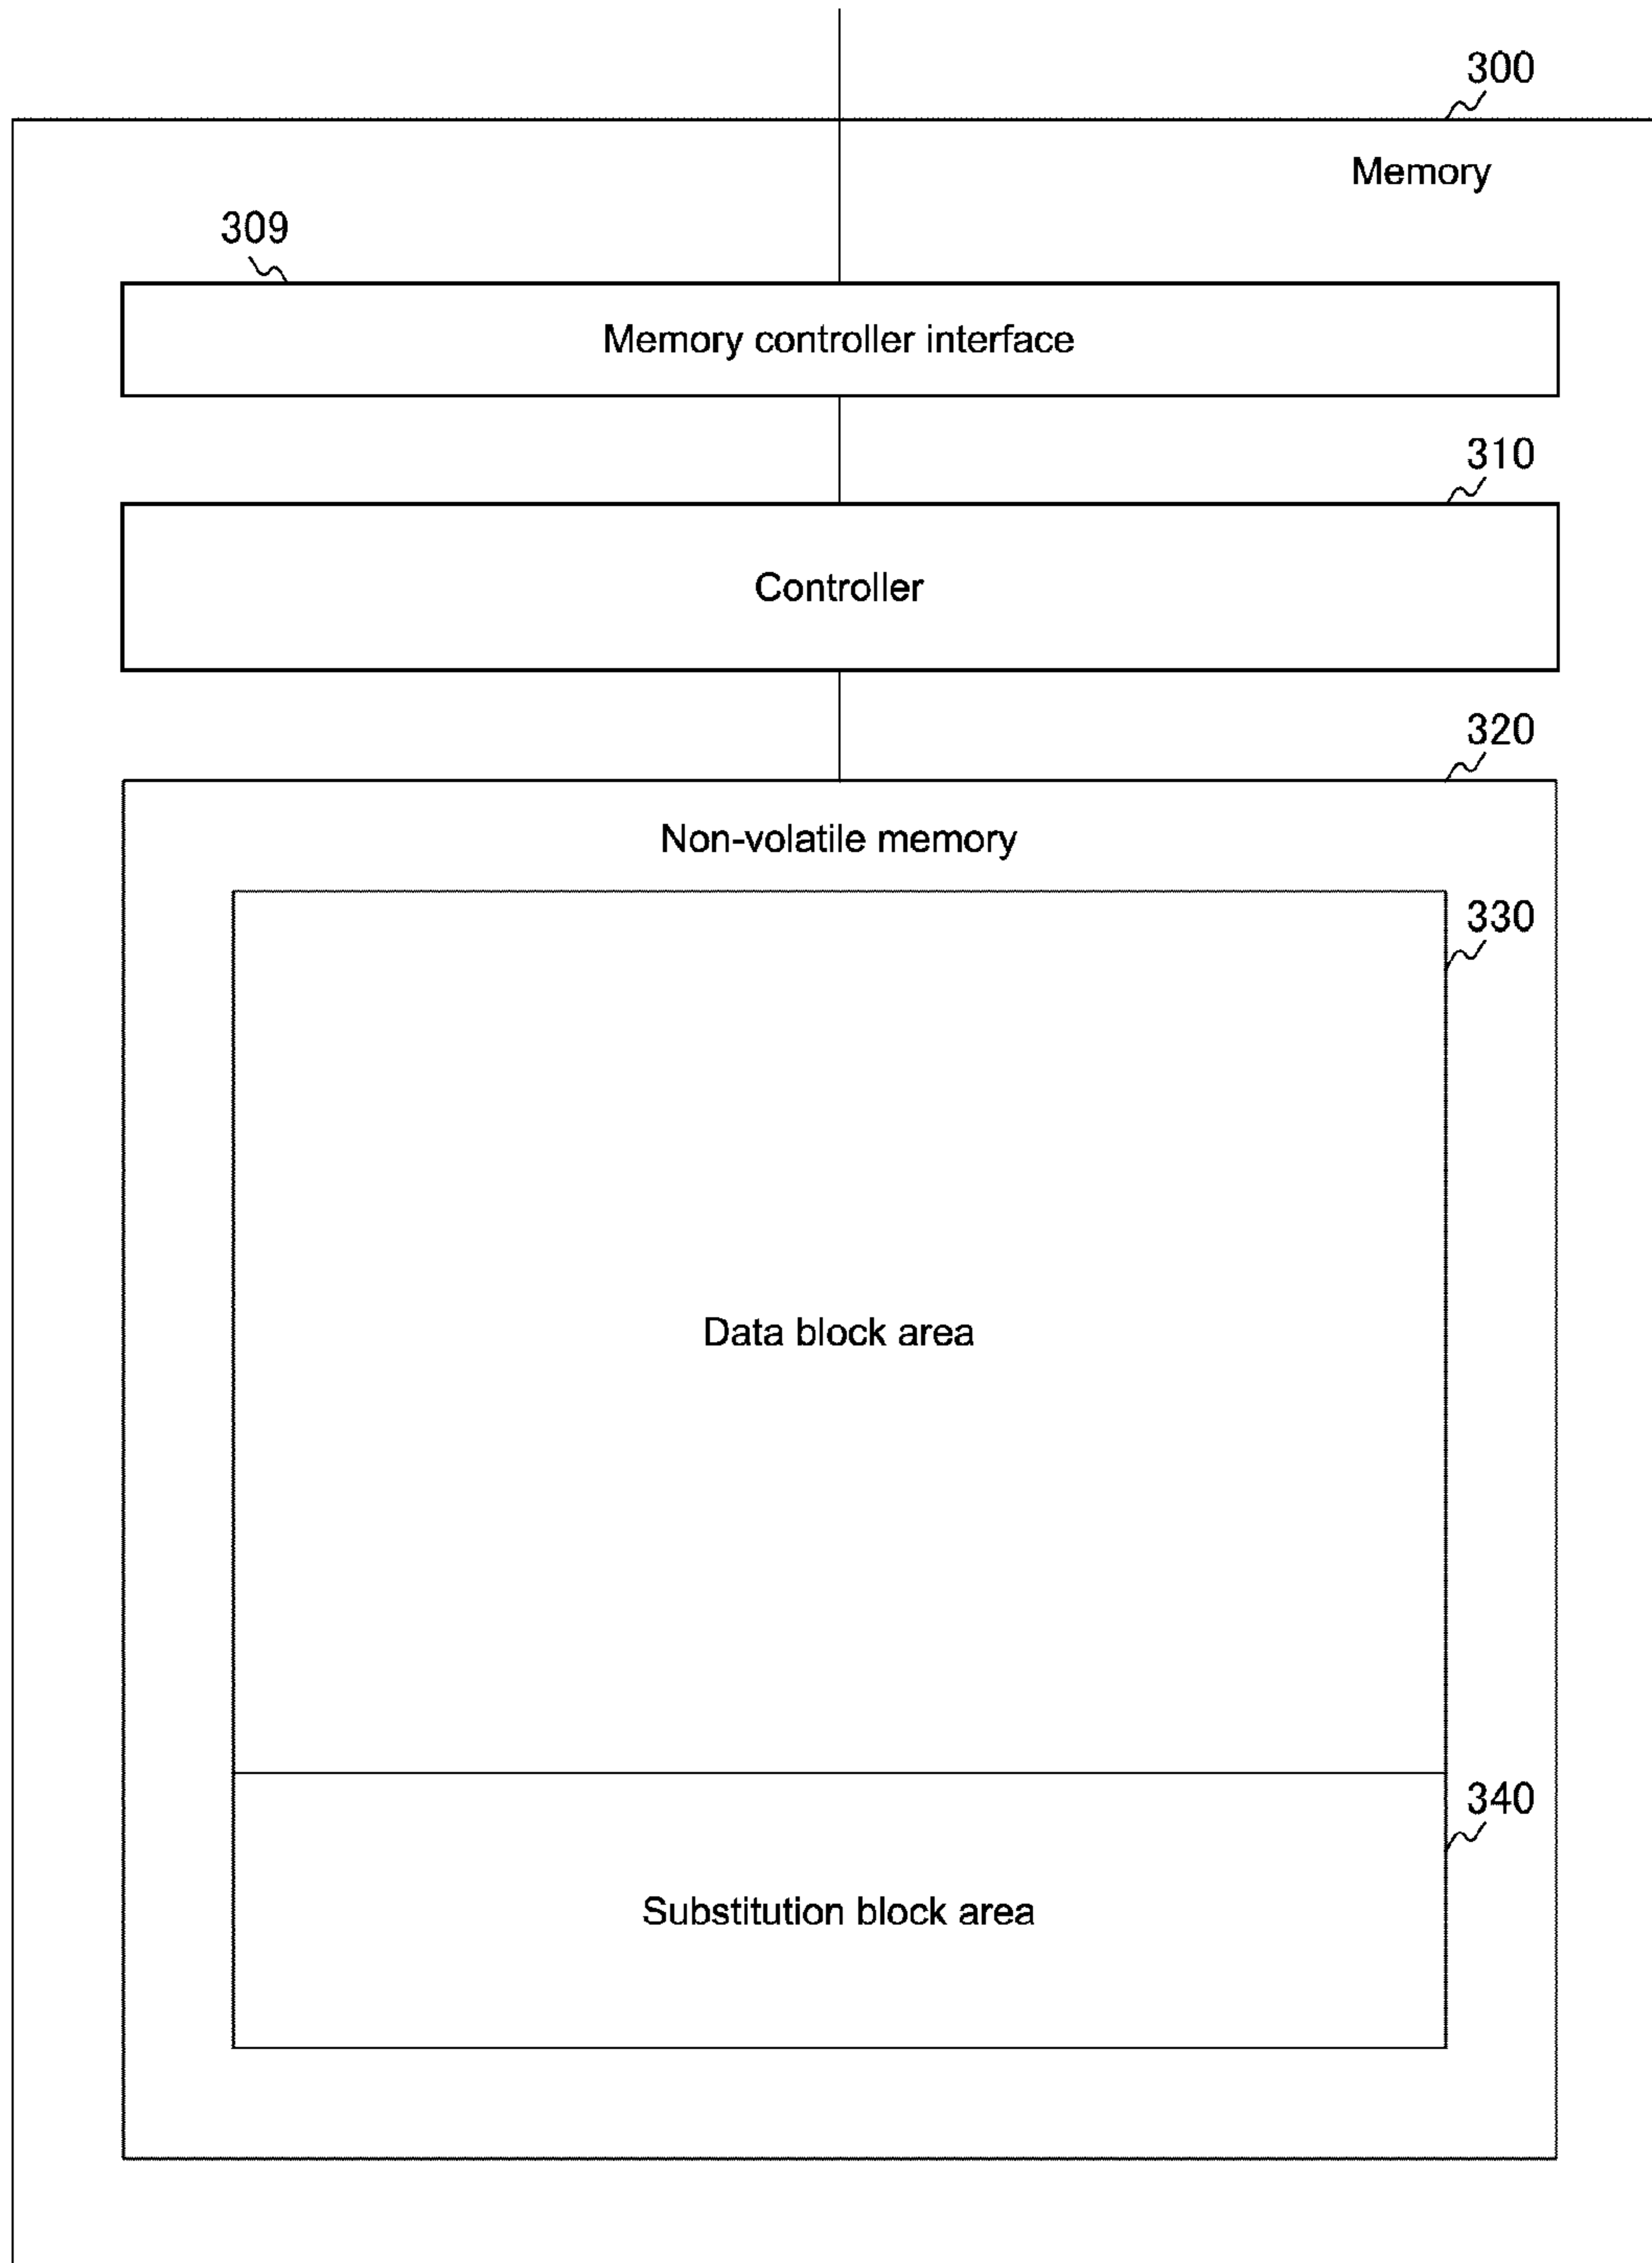 300
Memory
309
Memory controller interface
310
Controller
320
Non-volatile memory
330
Data block area
340
Substitution block area